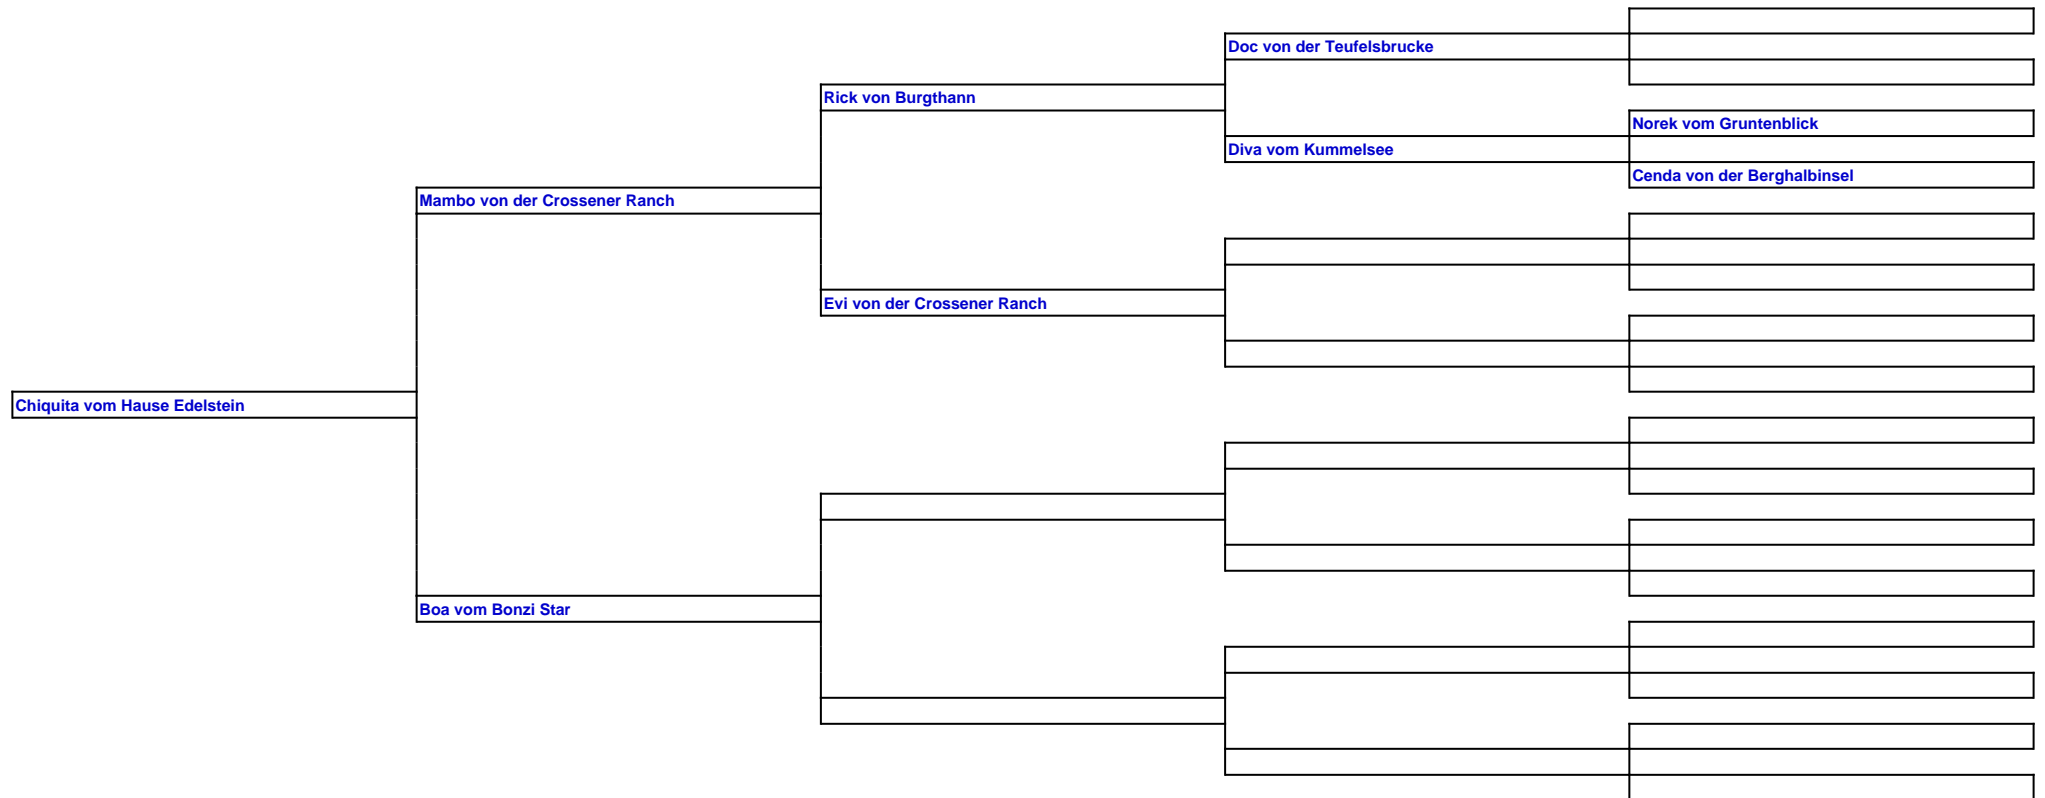 Doc von der Teufelsbrucke
Rick von Burgthann
Norek vom Gruntenblick
Diva vom Kummelsee
Cenda von der Berghalbinsel
Mambo von der Crossener Ranch
Evi von der Crossener Ranch
Chiquita vom Hause Edelstein
Boa vom Bonzi Star